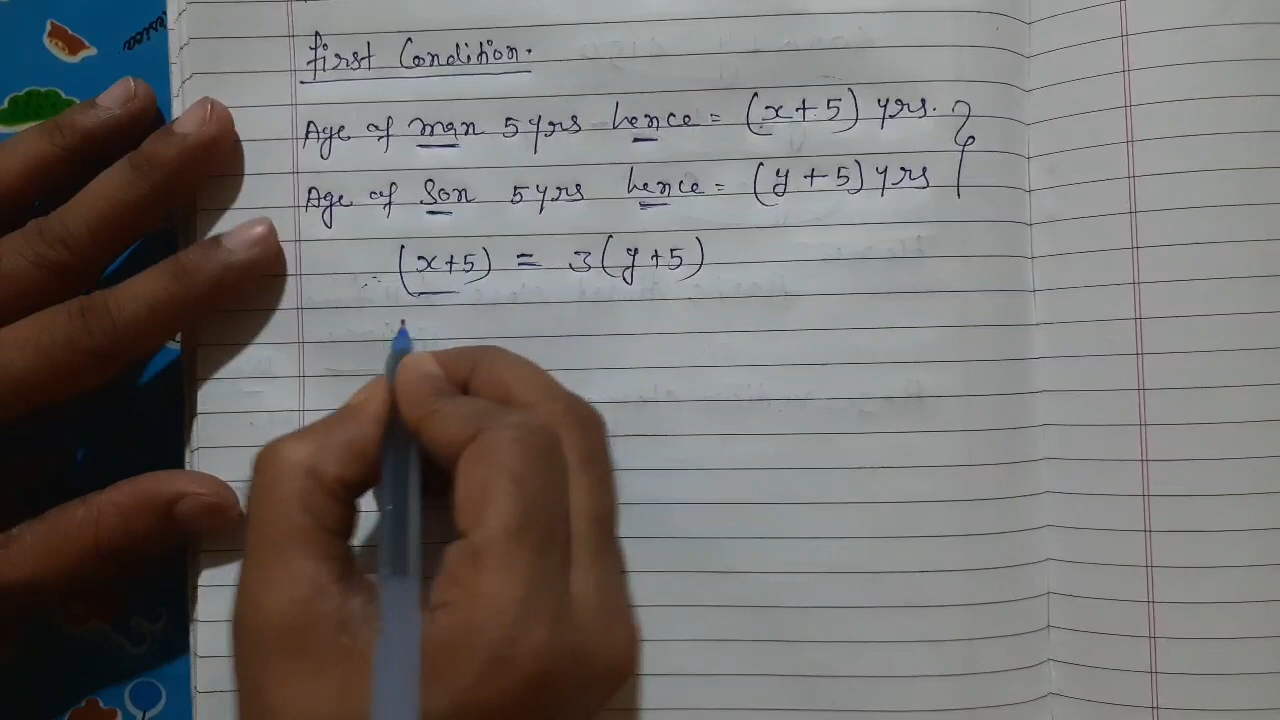 First Condition.
Age of man 5 yrs hence = (x+5) yrs.
Age of Son 5 yrs hence = (y+5) yrs
∴ (x+5) = 3(y+5)